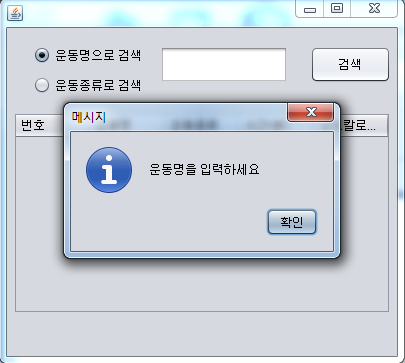 운동명으로 검색
검색
운동종류로 검색
번호
칼로...
메시지
운동명을 입력하세요
확인